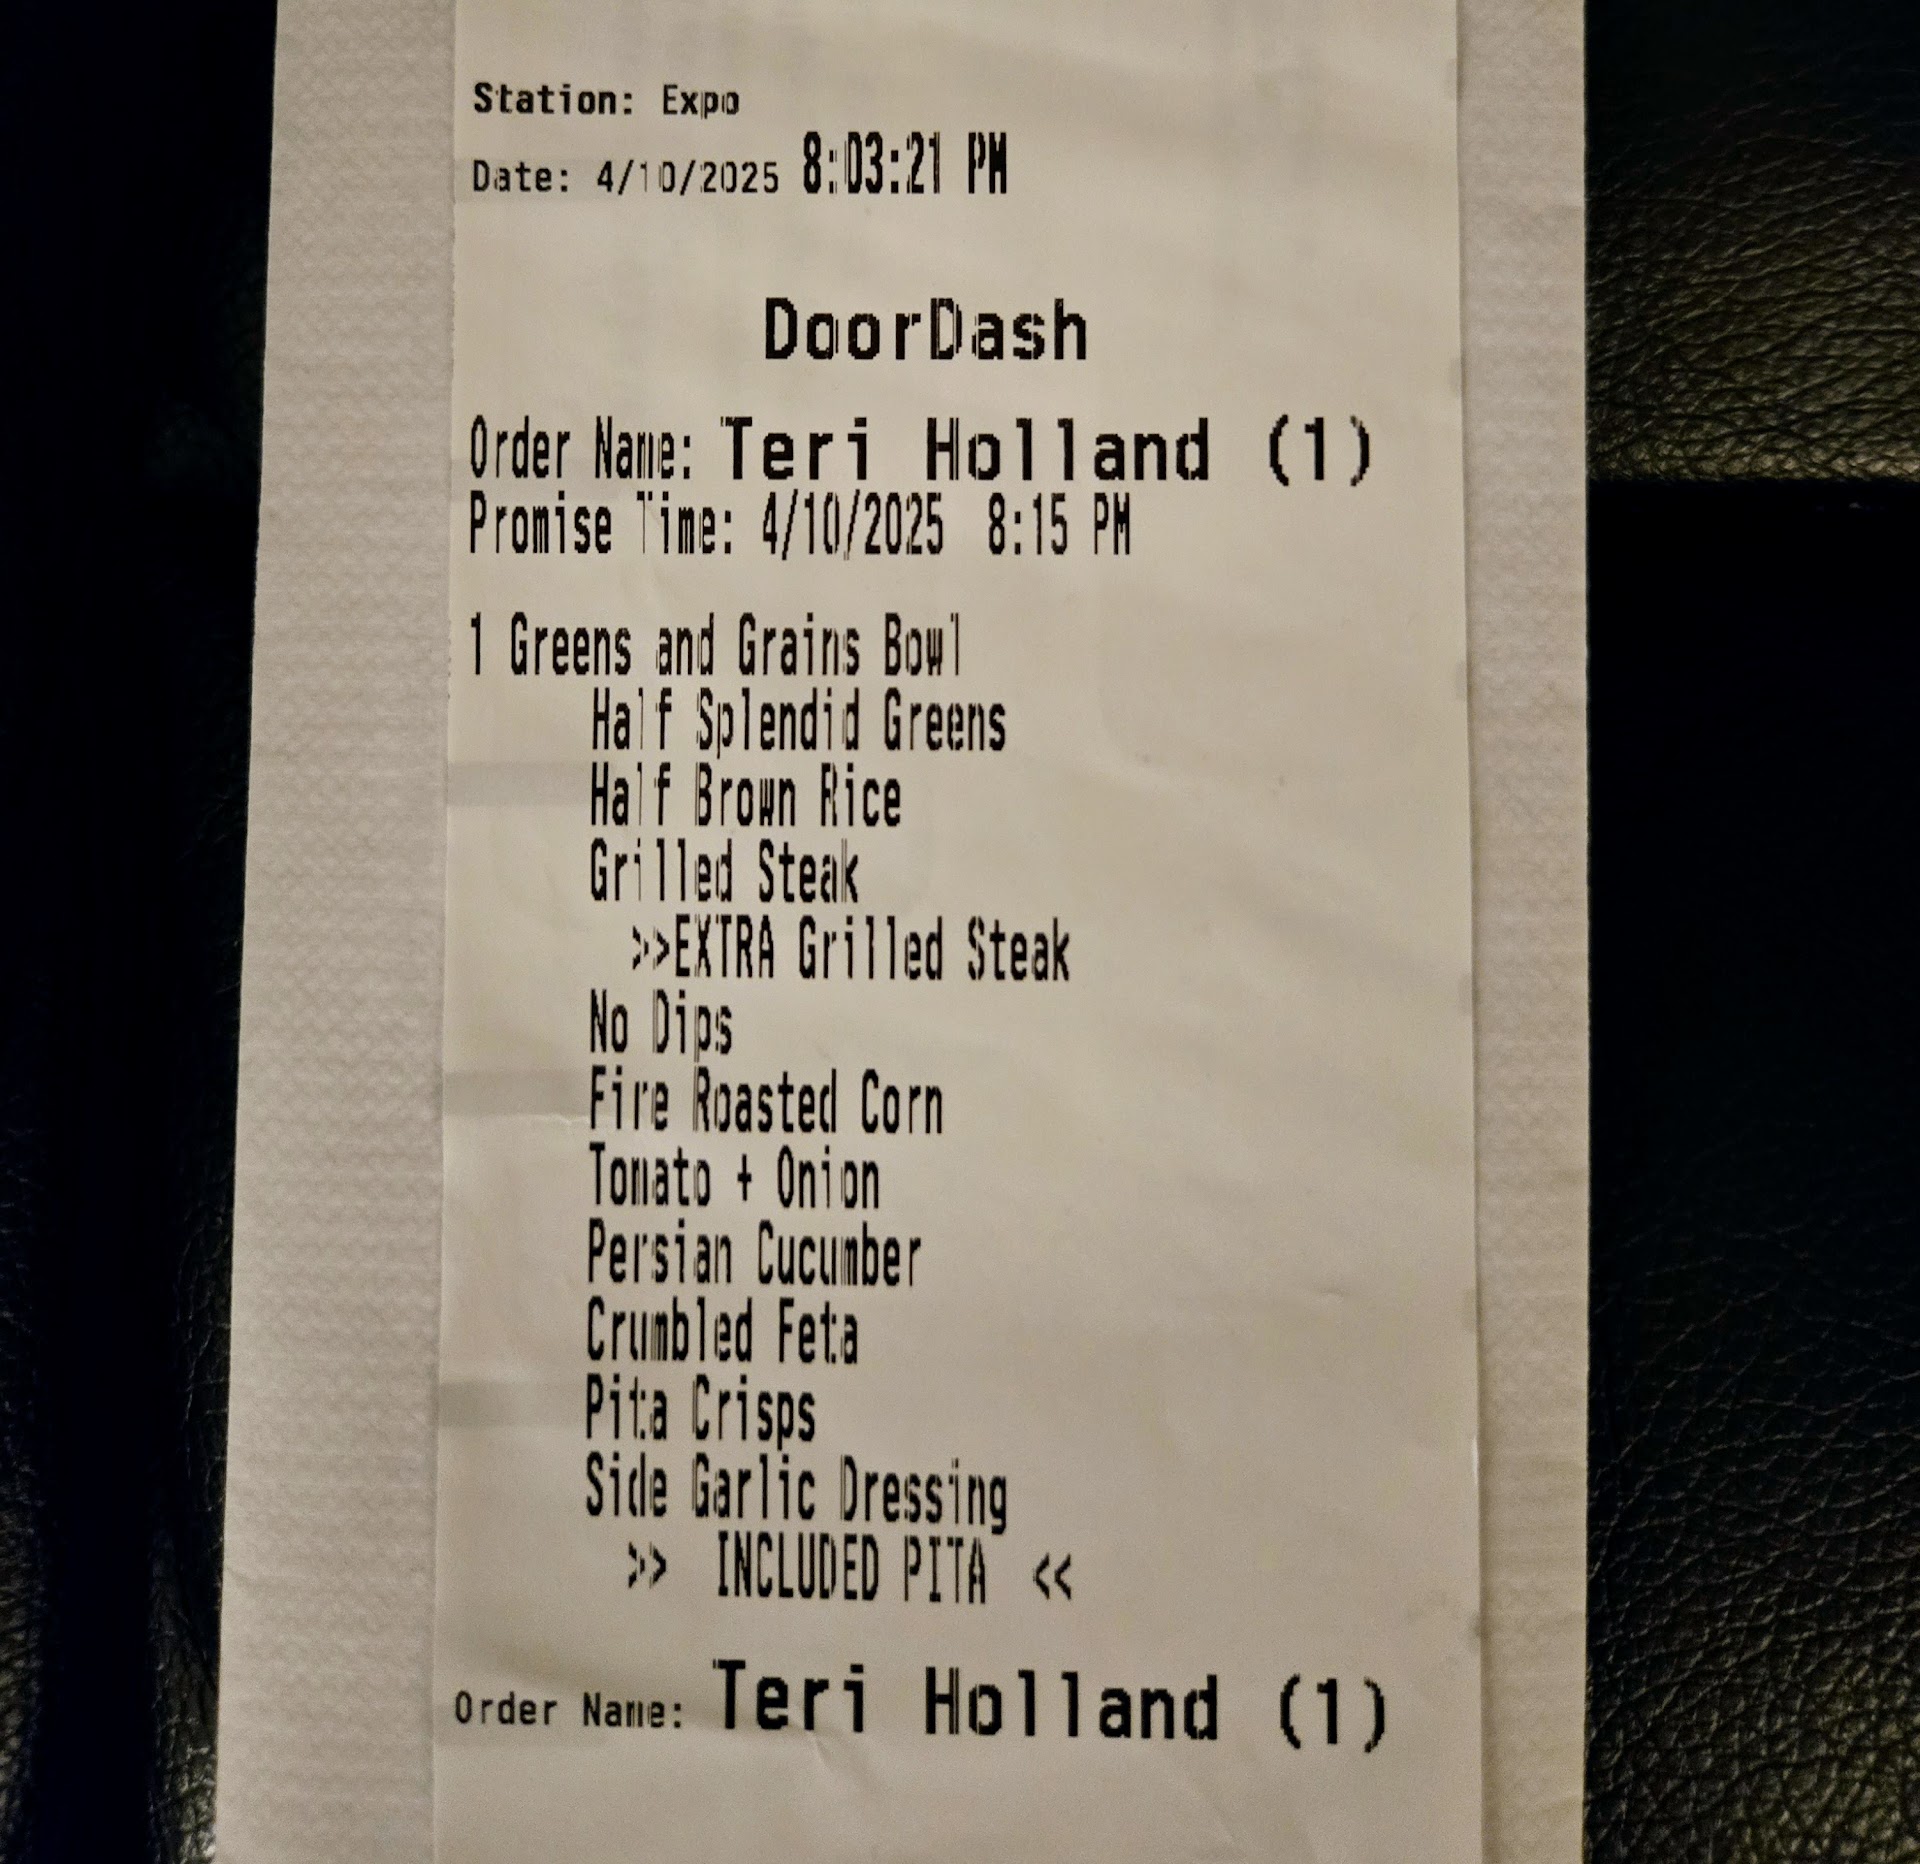 Station: Expo
Date: 4/10/2025 8:03:21 PM
DoorDash
Order Name: Teri Holland (1)
Promise Time: 4/10/2025 8:15 PM
1 Greens and Grains Bowl
Half Splendid Greens
Half Brown Rice
Grilled Steak
>>EXTRA Grilled Steak
No Dips
Fire Roasted Corn
Tomato + Onion
Persian Cucumber
Crumbled Feta
Pita Crisps
Side Garlic Dressing
>> INCLUDED PITA <<
Order Name: Teri Holland (1)